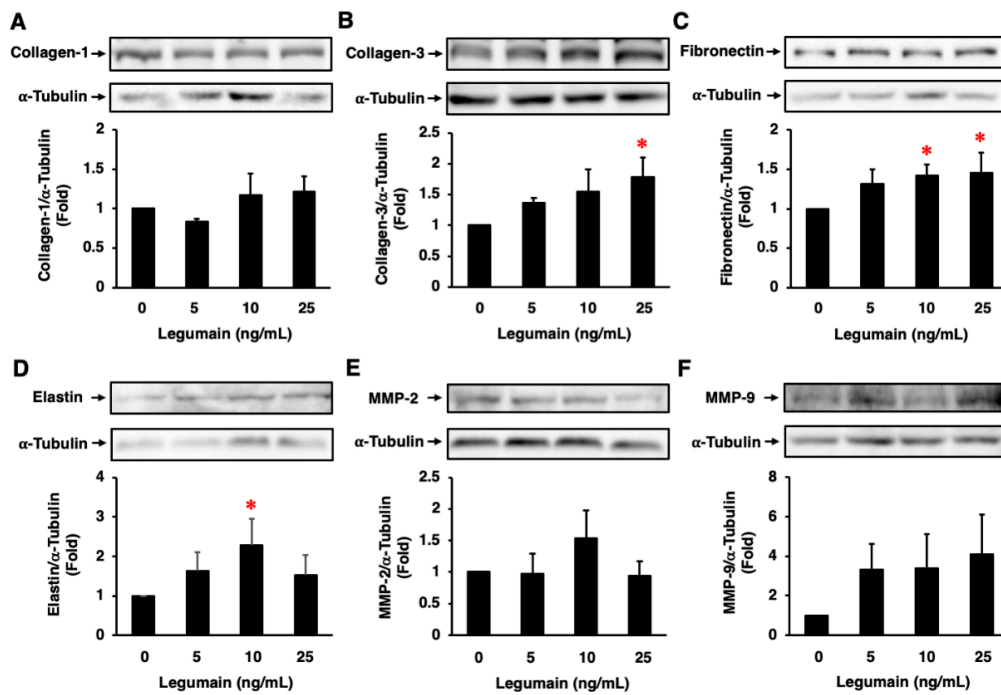 A
Collagen-1
α-Tubulin
Collagen-1/α-Tubulin
(Fold)
2
1.5
1
0.5
0
0 5 10 25
Legumain (ng/mL)
B
Collagen-3
α-Tubulin
Collagen-3/α-Tubulin
(Fold)
2.5
2
1.5
1
0.5
0
*
0 5 10 25
Legumain (ng/mL)
C
Fibronectin
α-Tubulin
Fibronectin/α-Tubulin
(Fold)
2
1.5
1
0.5
0
* *
0 5 10 25
Legumain (ng/mL)
D
Elastin
α-Tubulin
Elastin/α-Tubulin
(Fold)
4
3
2
1
0
*
0 5 10 25
Legumain (ng/mL)
E
MMP-2
α-Tubulin
MMP-2/α-Tubulin
(Fold)
2.5
2
1.5
1
0.5
0
0 5 10 25
Legumain (ng/mL)
F
MMP-9
α-Tubulin
MMP-9/α-Tubulin
(Fold)
8
6
4
2
0
0 5 10 25
Legumain (ng/mL)